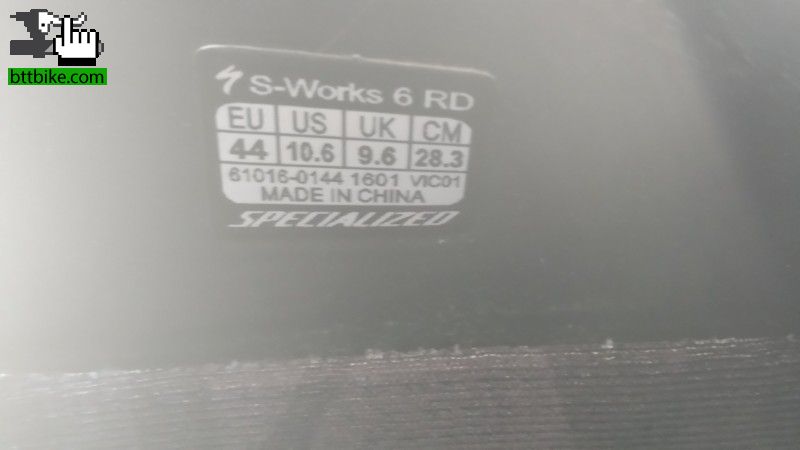 bttbike.com
S-Works 6 RD
EU US UK CM
44 10.6 9.6 28.3
61016-0144 1601 VIC01
MADE IN CHINA
SPECIALIZED